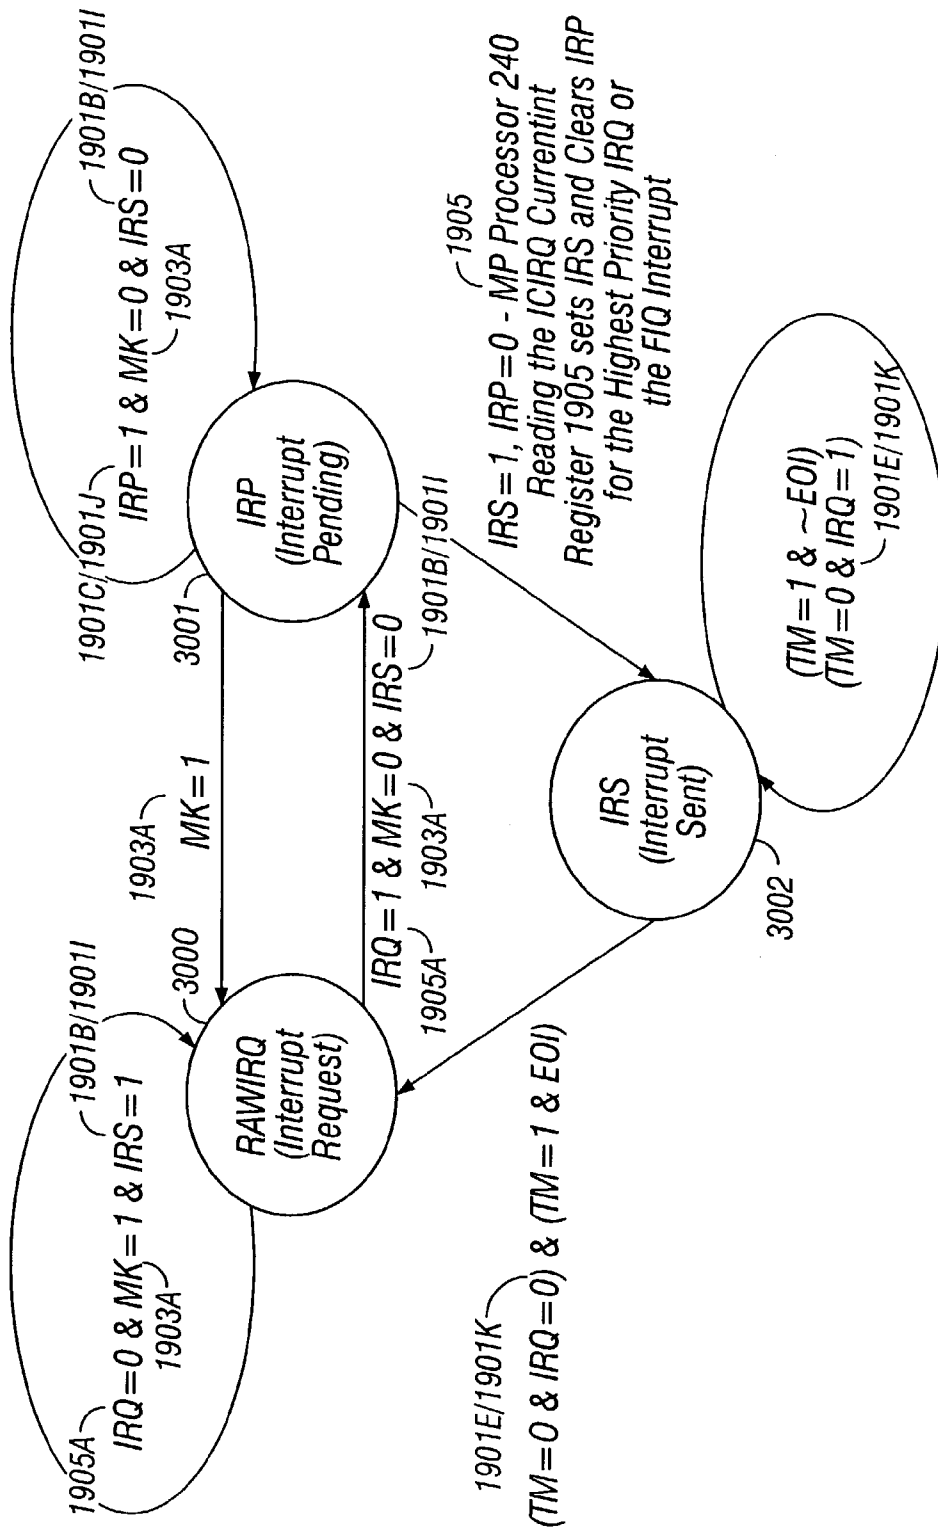 1905A
IRQ=0 & MK=1 & IRS=1
1903A
1901B/1901I
3000
RAWIRQ
(Interrupt
Request)
1903A
MK=1
IRQ=1 & MK=0 & IRS=0
1905A
1903A
1901B/1901I
1901C/1901J
IRP=1 & MK=0 & IRS=0
1903A
1901B/1901I
3001
IRP
(Interrupt
Pending)
1905
IRS=1, IRP=0 - MP Processor 240
Reading the ICIRQ Currentint
Register 1905 sets IRS and Clears IRP
for the Highest Priority IRQ or
the FIQ Interrupt
IRS
(Interrupt
Sent)
3002
1901E/1901K
(TM=0 & IRQ=0) & (TM=1 & EOI)
(TM=1 & ~EOI)
(TM=0 & IRQ=1)
1901E/1901K